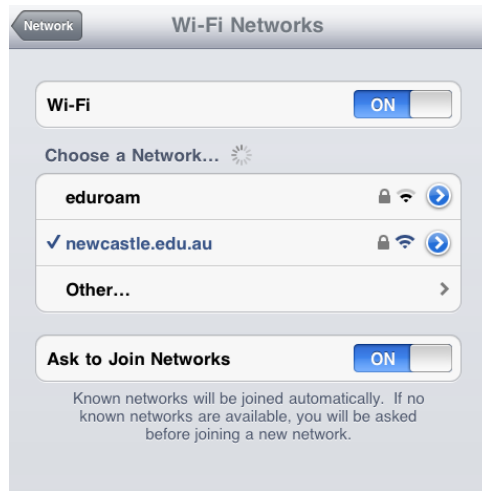 Network
Wi-Fi Networks
Wi-Fi
ON
Choose a Network...
eduroam
✓ newcastle.edu.au
Other...
Ask to Join Networks
ON
Known networks will be joined automatically. If no
known networks are available, you will be asked
before joining a new network.